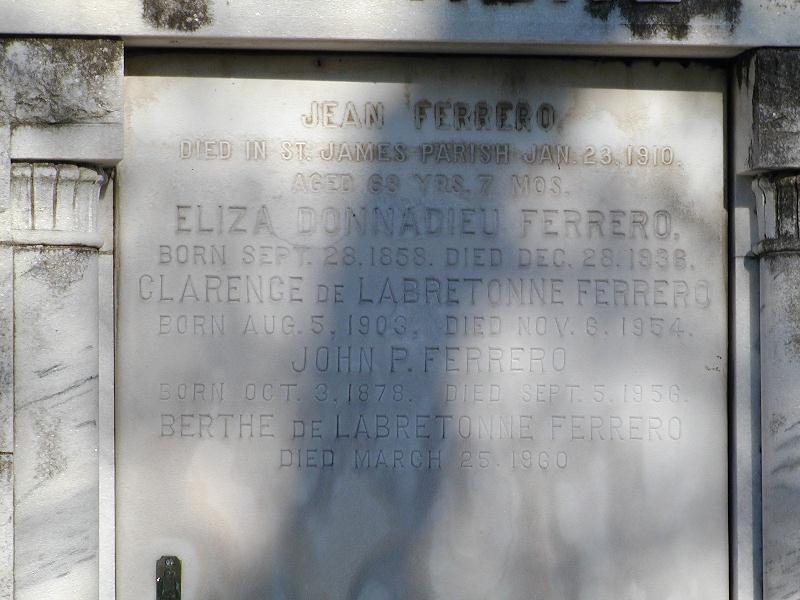 JEAN FERRERO.
DIED IN ST. JAMES PARISH JAN. 23, 1910.
AGED 68 YRS. 7 MOS.
ELIZA DONNADIEU FERRERO.
BORN SEPT. 28. 1858. DIED DEC. 28. 1938.
CLARENCE DE LABRETONNE FERRERO
BORN AUG. 5, 1903. DIED NOV. 6. 1954.
JOHN P. FERRERO
BORN OCT. 3. 1878. DIED SEPT. 5. 1956.
BERTHE DE LABRETONNE FERRERO
DIED MARCH 25. 1960